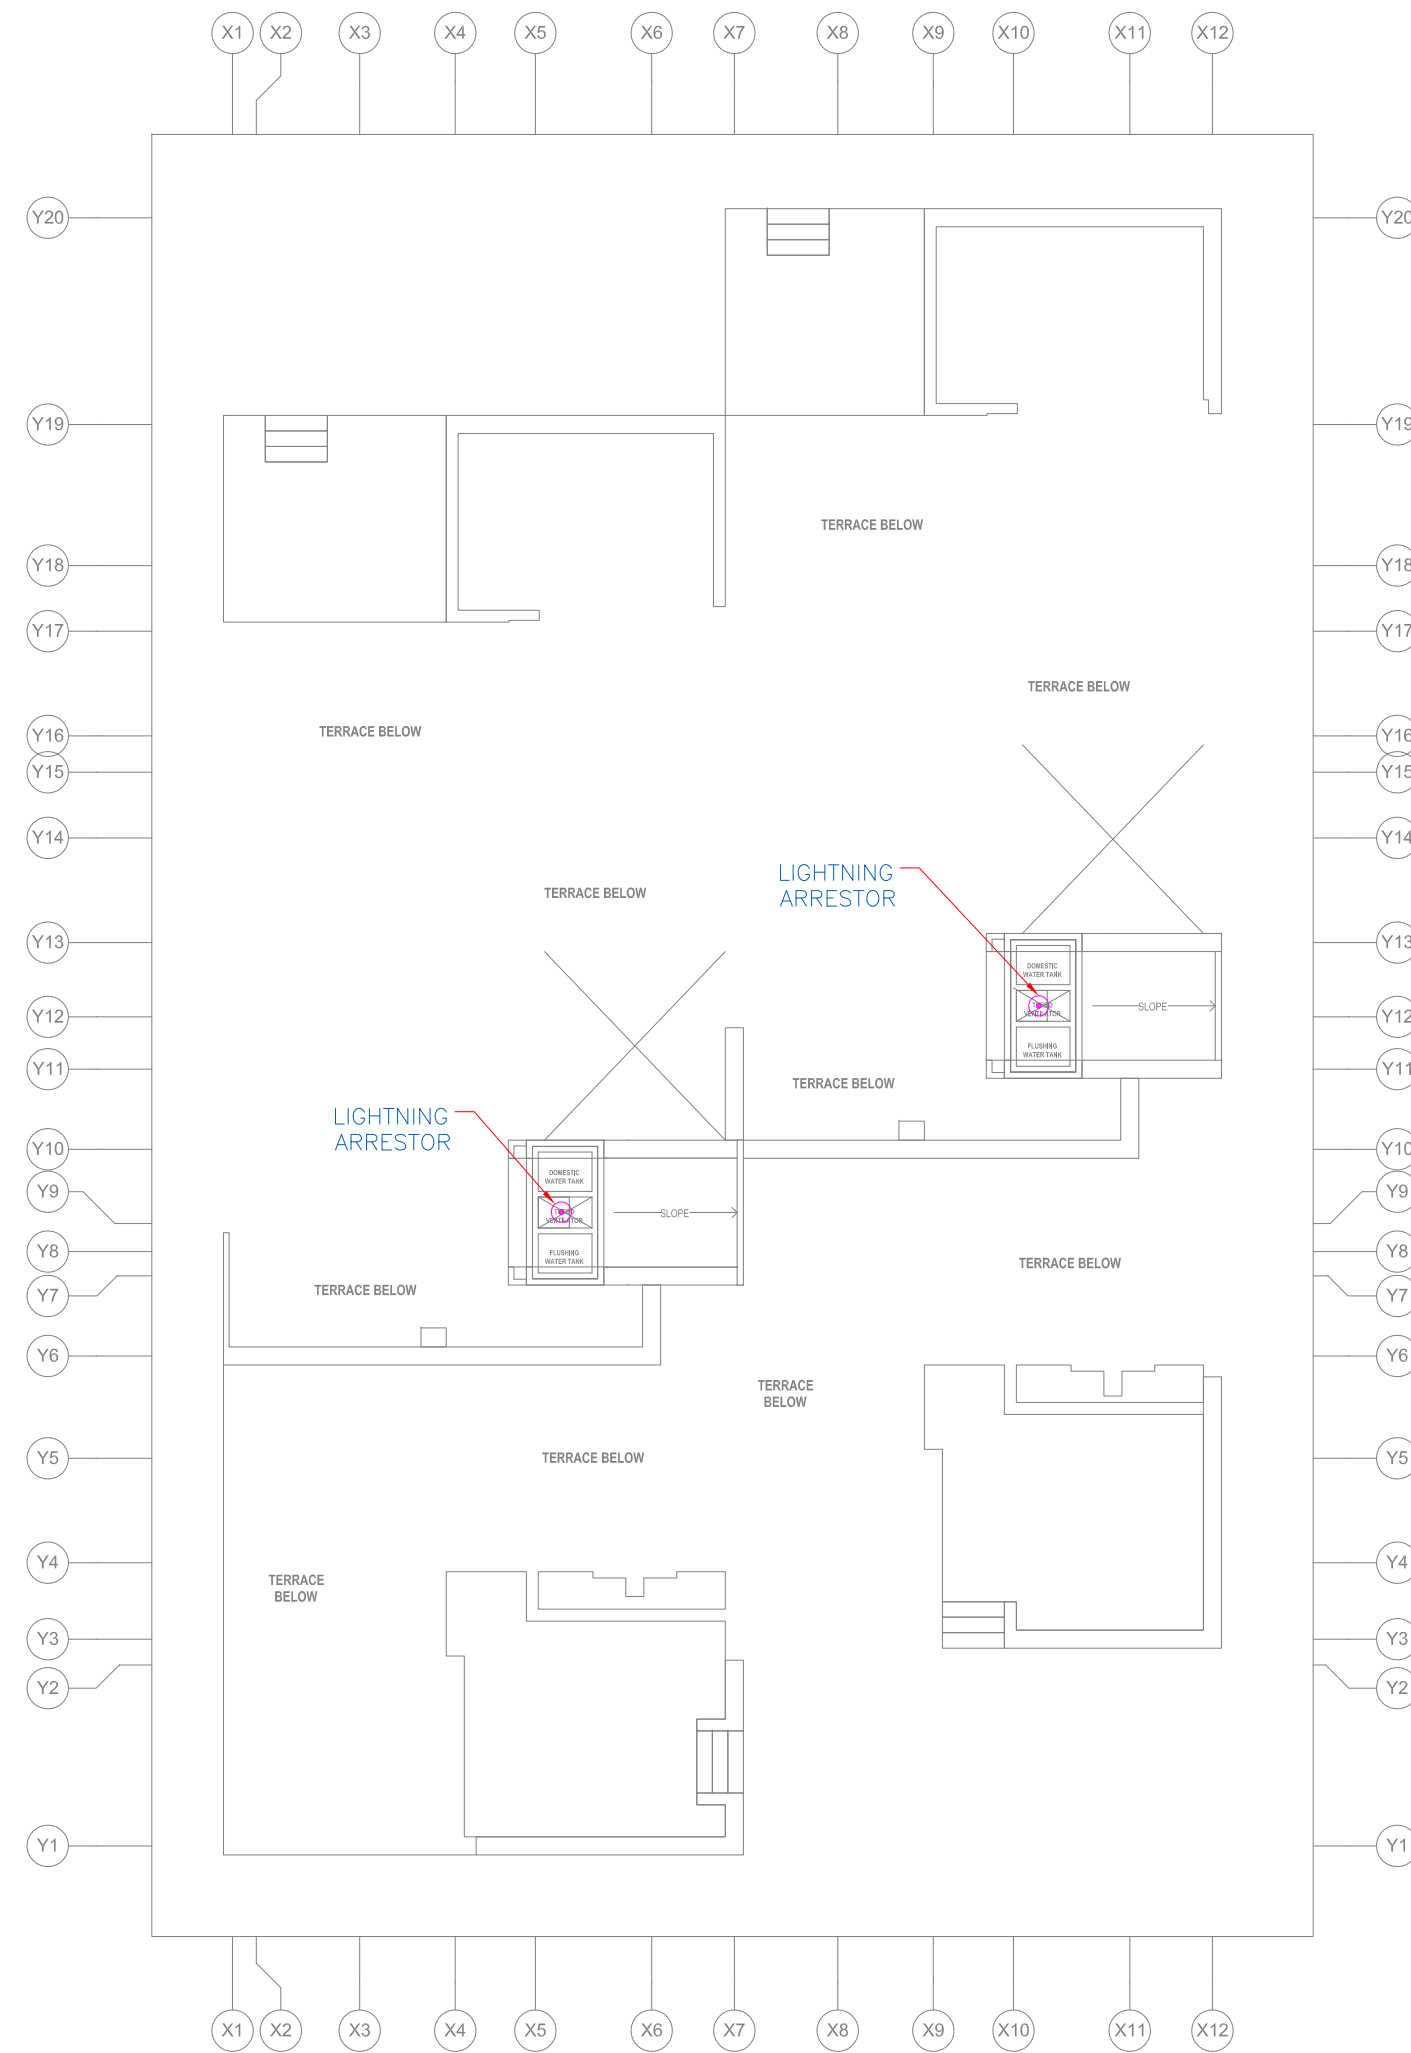 X1 X2 X3 X4 X5 X6 X7 X8 X9 X10 X11 X12
Y20 Y20
Y19 Y19
TERRACE BELOW
Y18 Y18
Y17 Y17
TERRACE BELOW
TERRACE BELOW
Y16 Y16
Y15 Y15
Y14 Y14
LIGHTNING
ARRESTOR
TERRACE BELOW
Y13 Y13
DOMESTIC
WATER TANK
SLOPE
VENTILATOR
Y12 Y12
FLUSHING
WATER TANK
Y11 Y11
TERRACE BELOW
LIGHTNING
ARRESTOR
Y10 Y10
DOMESTIC
WATER TANK
Y9 Y9
SLOPE
VENTILATOR
FLUSHING
WATER TANK
Y8 Y8
TERRACE BELOW
TERRACE BELOW
Y7 Y7
Y6 Y6
TERRACE
BELOW
TERRACE BELOW
Y5 Y5
Y4 Y4
TERRACE
BELOW
Y3 Y3
Y2 Y2
Y1 Y1
X1 X2 X3 X4 X5 X6 X7 X8 X9 X10 X11 X12